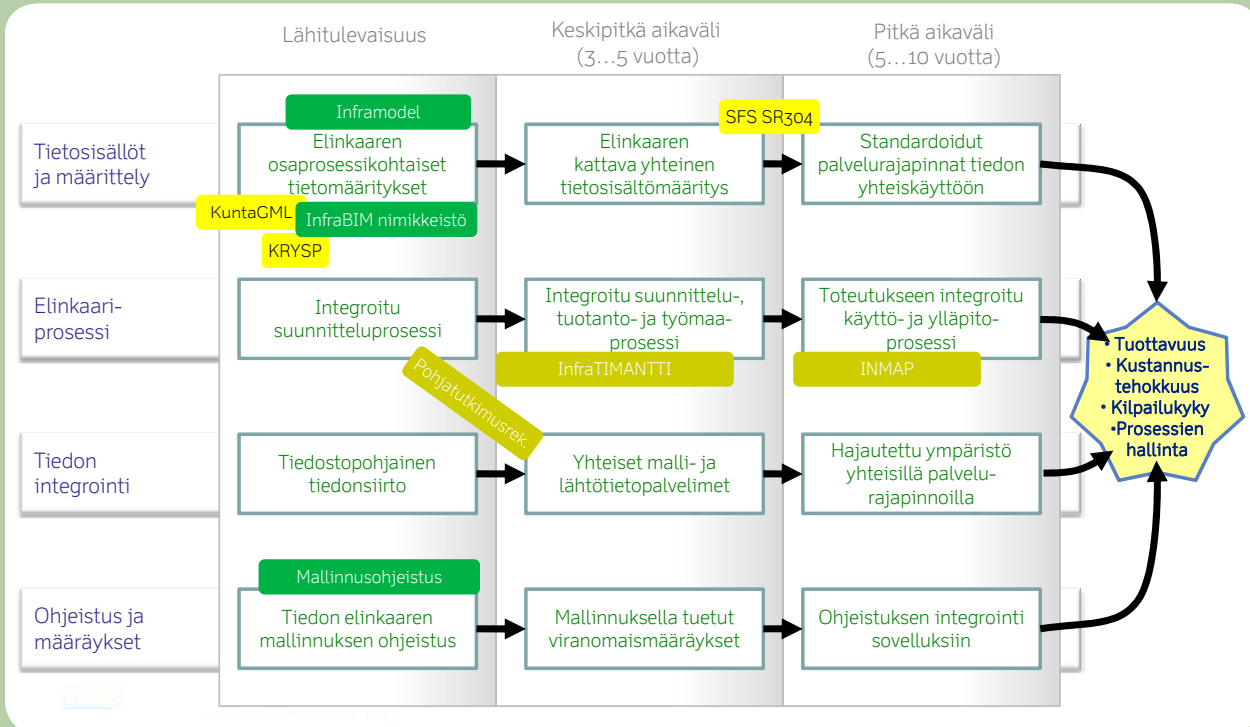 Lähitulevaisuus
Keskipitkä aikaväli
(3...5 vuotta)
Pitkä aikaväli
(5...10 vuotta)
Tietosisällöt
ja määrittely
Inframodel
Elinkaaren
osaprosessikohtaiset
tietomääritykset
KuntaGML
InfraBIM nimikkeistö
KRYSP
Elinkaaren
kattava yhteinen
tietosisältömääritys
SFS SR304
Standardoidut
palvelurajapinnat tiedon
yhteiskäyttöön
Elinkaari-
prosessi
Integroitu
suunnitteluprosessi
Pohjatutkimusrek.
Integroitu suunnittelu-,
tuotanto- ja työmaa-
prosessi
InfraTIMANTTI
Toteutukseen integroitu
käyttö- ja ylläpito-
prosessi
INMAP
• Tuottavuus
• Kustannus-
tehokkuus
• Kilpailukyky
•Prosessien
hallinta
Tiedon
integrointi
Tiedostopohjainen
tiedonsiirto
Yhteiset malli- ja
lähtötietopalvelimet
Hajautettu ympäristö
yhteisillä palvelu-
rajapinnoilla
Ohjeistus ja
määräykset
Mallinnusohjeistus
Tiedon elinkaaren
mallinnuksen ohjeistus
Mallinnuksella tuetut
viranomaismääräykset
Ohjeistuksen integrointi
sovelluksiin